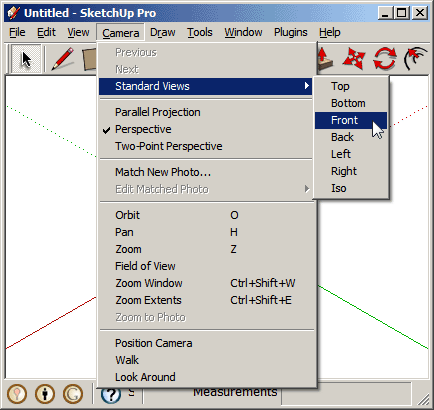 Untitled - SketchUp Pro
File Edit View Camera Draw Tools Window Plugins Help
Previous
Next
Standard Views
Top
Bottom
Front
Back
Left
Right
Iso
Parallel Projection
Perspective
Two-Point Perspective
Match New Photo...
Edit Matched Photo
Orbit O
Pan H
Zoom Z
Field of View
Zoom Window Ctrl+Shift+W
Zoom Extents Ctrl+Shift+E
Zoom to Photo
Position Camera
Walk
Look Around
Measurements